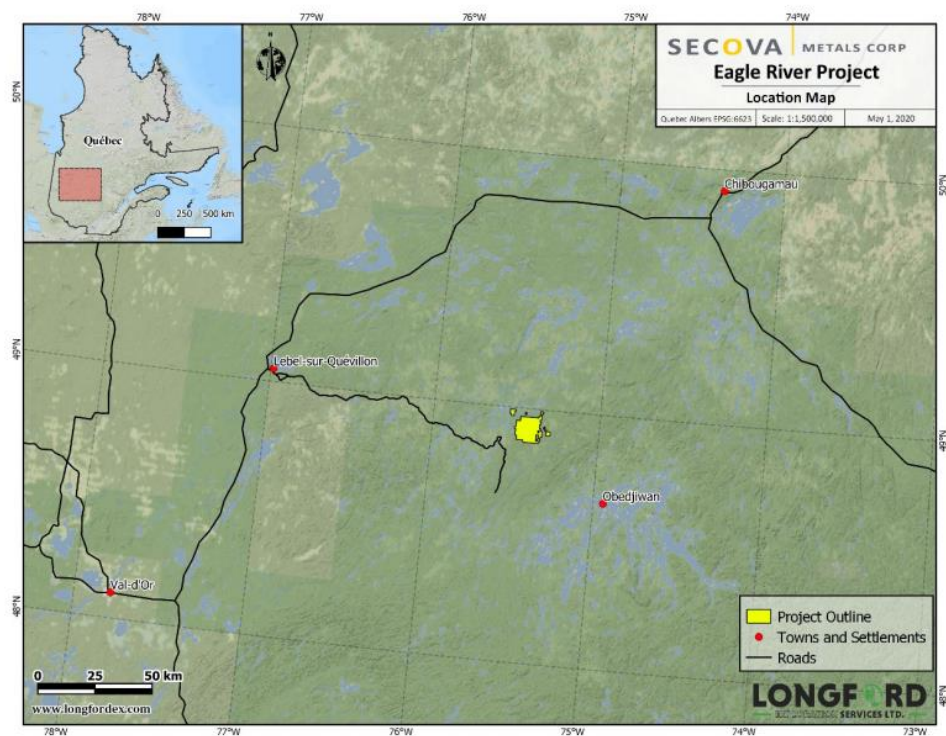 78°W 77°W 76°W 75°W 74°W
N
SECOVA METALS CORP
Eagle River Project
Location Map
Quebec Albers EPSG:6623 Scale: 1:1,500,000 May 1, 2020
Québec
0 250 500 km
50°N
50°N
Chibougamau
49°N
Lebel-sur-Quévillon
49°N
Obedjiwan
Val-d'Or
48°N
48°N
Project Outline
Towns and Settlements
Roads
0 25 50 km
www.longfordex.com
LONGFORD
EXPLORATION SERVICES LTD.
78°W 77°W 76°W 75°W 74°W 73°W